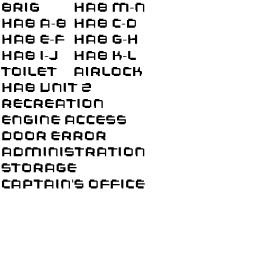 BRIG HAB M-N
HAB A-B HAB C-D
HAB E-F HAB G-H
HAB I-J HAB K-L
TOILET AIRLOCK
HAB UNIT 2
RECREATION
ENGINE ACCESS
DOOR ERROR
ADMINISTRATION
STORAGE
CAPTAIN'S OFFICE